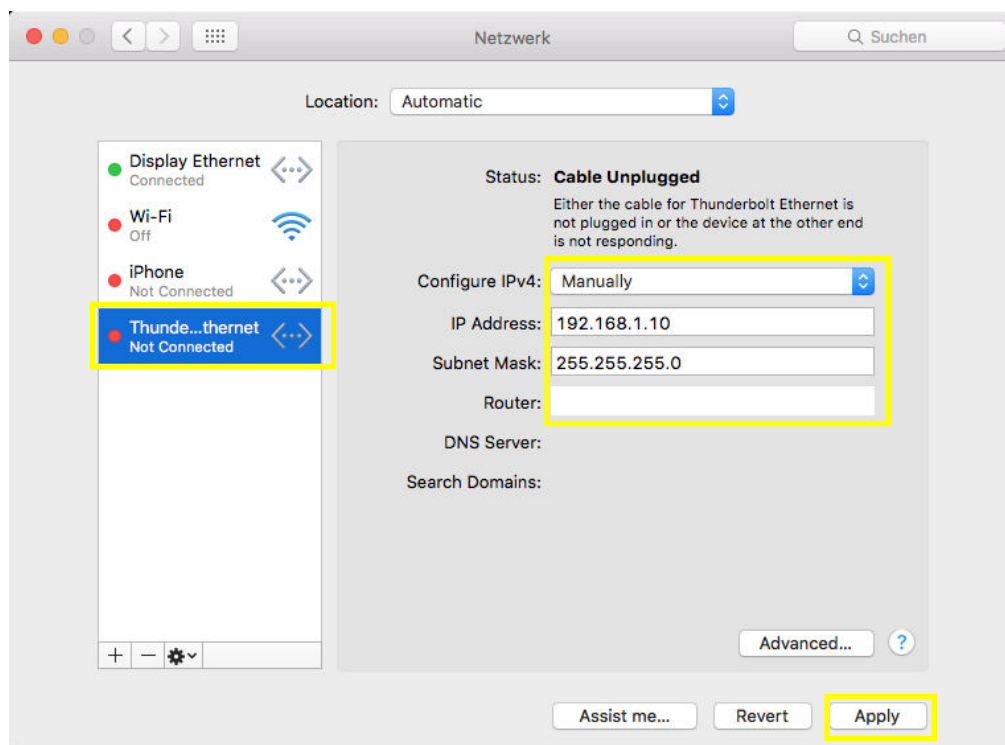 Netzwerk
Suchen
Location: Automatic
Display Ethernet
Connected
Wi-Fi
Off
iPhone
Not Connected
Thunde...thernet
Not Connected
Status: Cable Unplugged
Either the cable for Thunderbolt Ethernet is
not plugged in or the device at the other end
is not responding.
Configure IPv4: Manually
IP Address: 192.168.1.10
Subnet Mask: 255.255.255.0
Router:
DNS Server:
Search Domains:
Advanced...
?
Assist me...
Revert
Apply